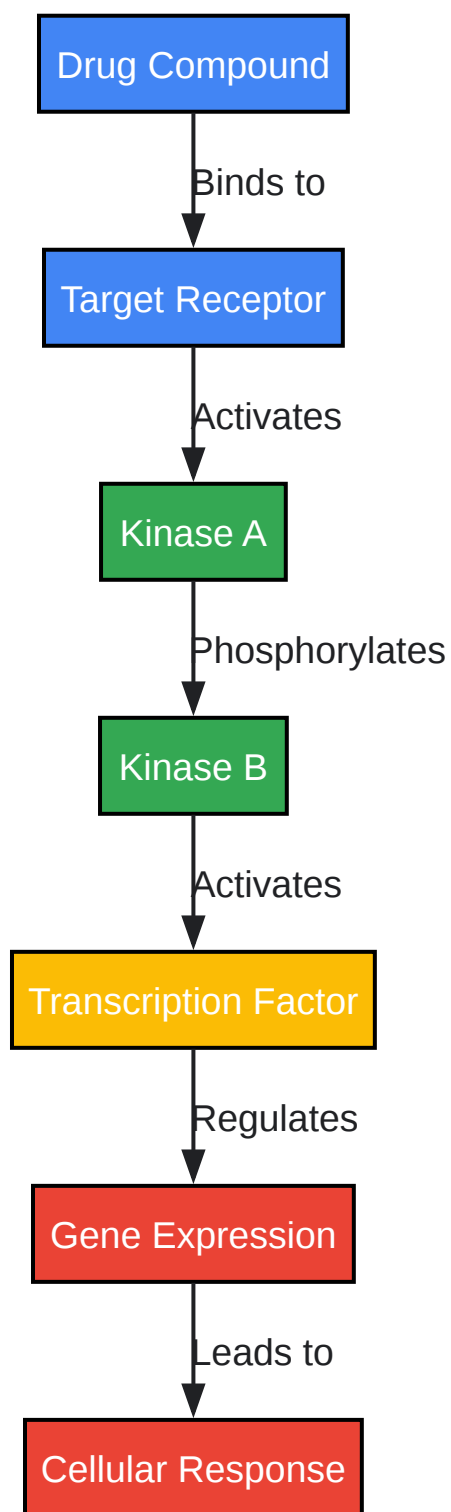 Drug Compound
Binds to
Target Receptor
Activates
Kinase A
Phosphorylates
Kinase B
Activates
Transcription Factor
Regulates
Gene Expression
Leads to
Cellular Response